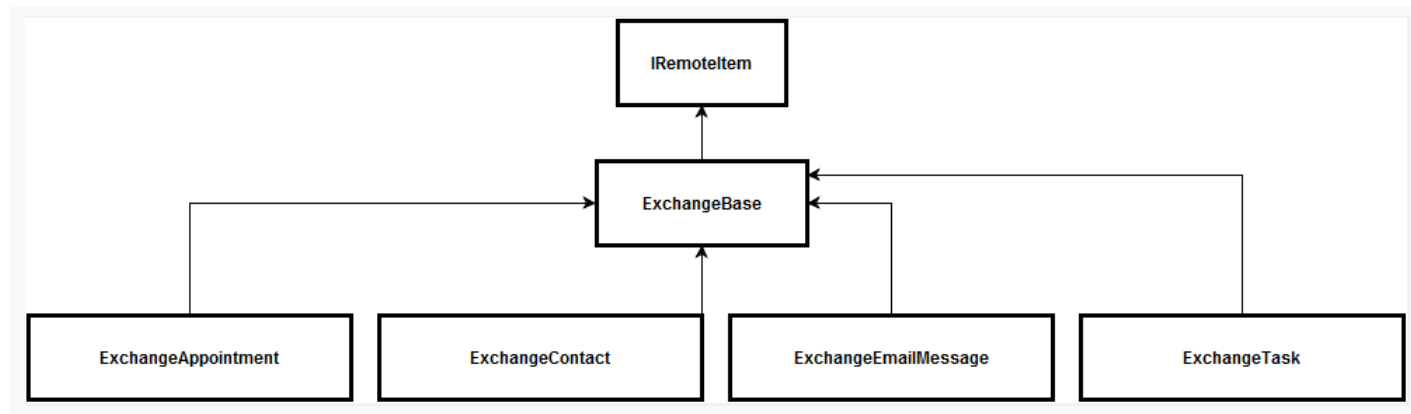 IRemoteItem
ExchangeBase
ExchangeAppointment
ExchangeContact
ExchangeEmailMessage
ExchangeTask